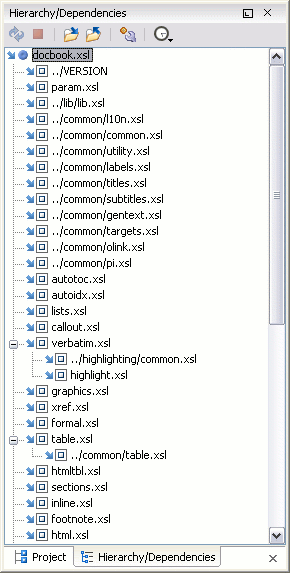 Hierarchy/Dependencies
docbook.xsl
../VERSION
param.xsl
../lib/lib.xsl
../common/l10n.xsl
../common/common.xsl
../common/utility.xsl
../common/labels.xsl
../common/titles.xsl
../common/subtitles.xsl
../common/gentext.xsl
../common/targets.xsl
../common/olink.xsl
../common/pi.xsl
autotoc.xsl
autoidx.xsl
lists.xsl
callout.xsl
verbatim.xsl
../highlighting/common.xsl
highlight.xsl
graphics.xsl
xref.xsl
formal.xsl
table.xsl
../common/table.xsl
htmltbl.xsl
sections.xsl
inline.xsl
footnote.xsl
html.xsl
Project Hierarchy/Dependencies